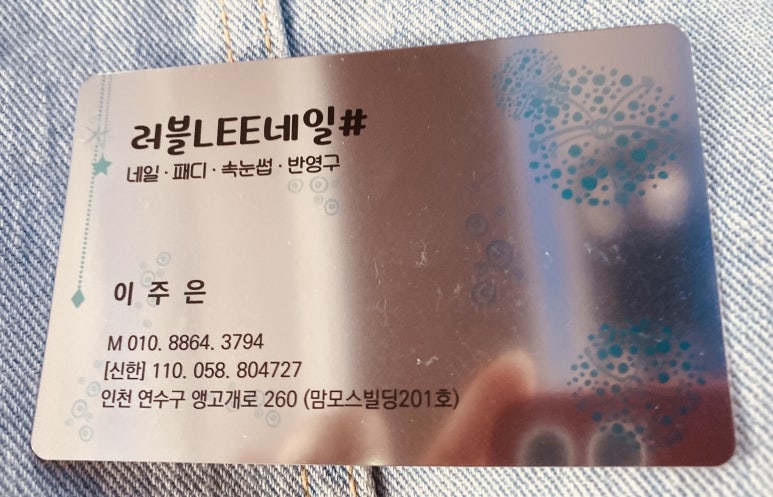 러블LEE네일#
네일 · 패디 · 속눈썹 · 반영구
이 주 은
M 010. 8864. 3794
[신한] 110. 058. 804727
인천 연수구 앵고개로 260 (맘모스빌딩201호)